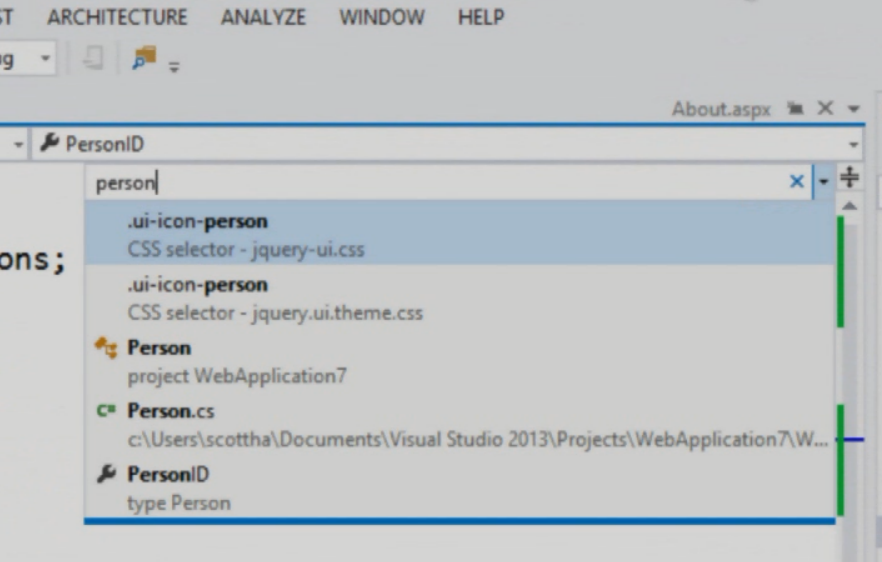 ARCHITECTURE ANALYZE WINDOW HELP
About.aspx
PersonID
person
.ui-icon-person
CSS selector - jquery-ui.css
ons;
.ui-icon-person
CSS selector - jquery.ui.theme.css
Person
project WebApplication7
C# Person.cs
c:\Users\scottha\Documents\Visual Studio 2013\Projects\WebApplication7\W...
PersonID
type Person